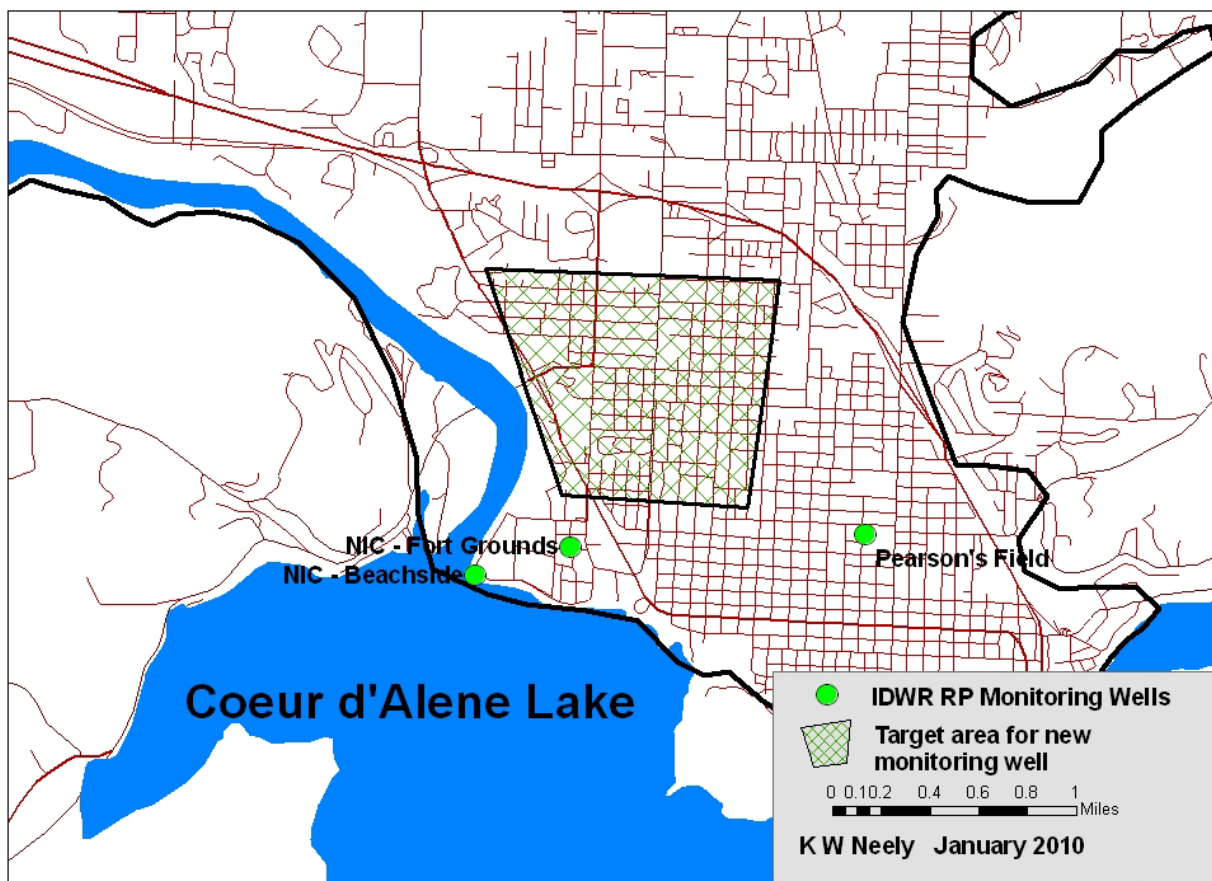 NIC - Fort Grounds
NIC - Beachside
Pearson's Field
Coeur d'Alene Lake
IDWR RP Monitoring Wells
Target area for new
monitoring well
0 0.10.2 0.4 0.6 0.8 1
Miles
K W Neely January 2010